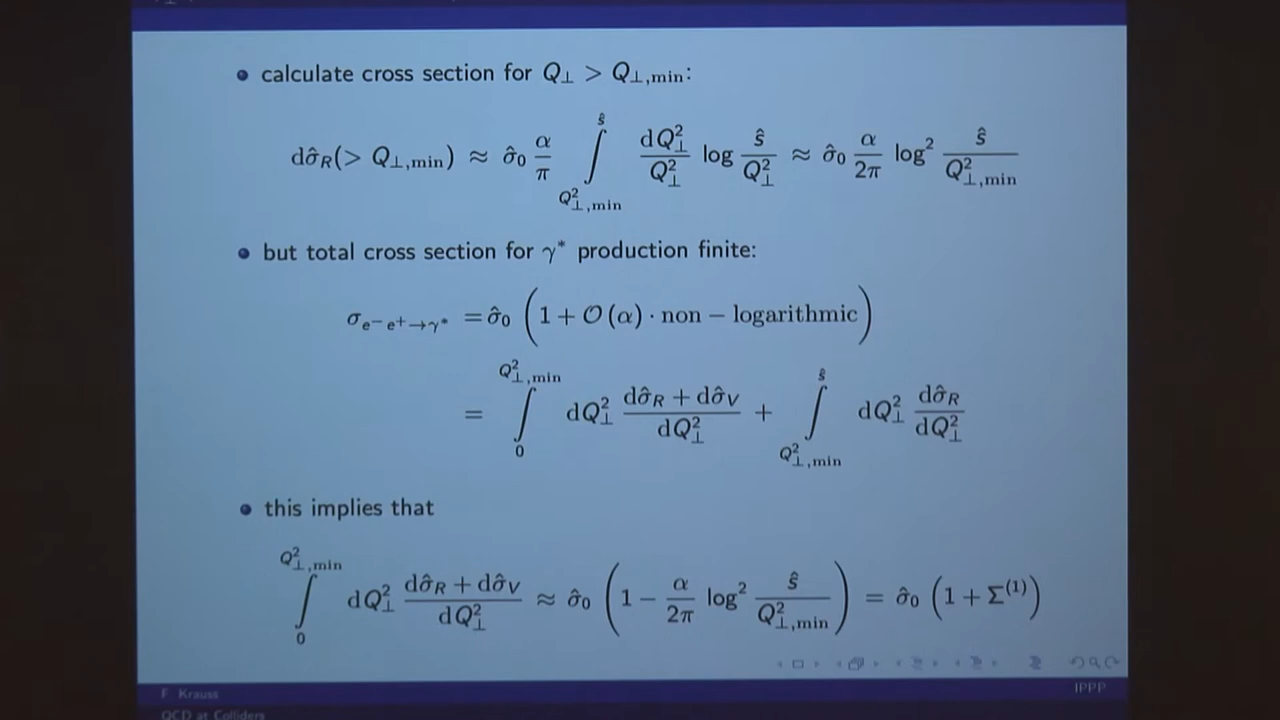 • calculate cross section for Q⊥ > Q⊥,min:
dσ̂_R(> Q⊥,min) ≈ σ̂₀ α/π ∫_{Q²⊥,min}^{ŝ} dQ²⊥/Q²⊥ log ŝ/Q²⊥ ≈ σ̂₀ α/2π log² ŝ/Q²⊥,min
• but total cross section for γ* production finite:
σ_{e⁻e⁺→γ*} = σ̂₀ (1 + O(α) · non − logarithmic)
= ∫_{0}^{Q²⊥,min} dQ²⊥ (dσ̂_R + dσ̂_V)/dQ²⊥ + ∫_{Q²⊥,min}^{ŝ} dQ²⊥ dσ̂_R/dQ²⊥
• this implies that
∫_{0}^{Q²⊥,min} dQ²⊥ (dσ̂_R + dσ̂_V)/dQ²⊥ ≈ σ̂₀ (1 − α/2π log² ŝ/Q²⊥,min) = σ̂₀ (1 + Σ⁽¹⁾)
F Krauss
IPPP
QCD at Colliders